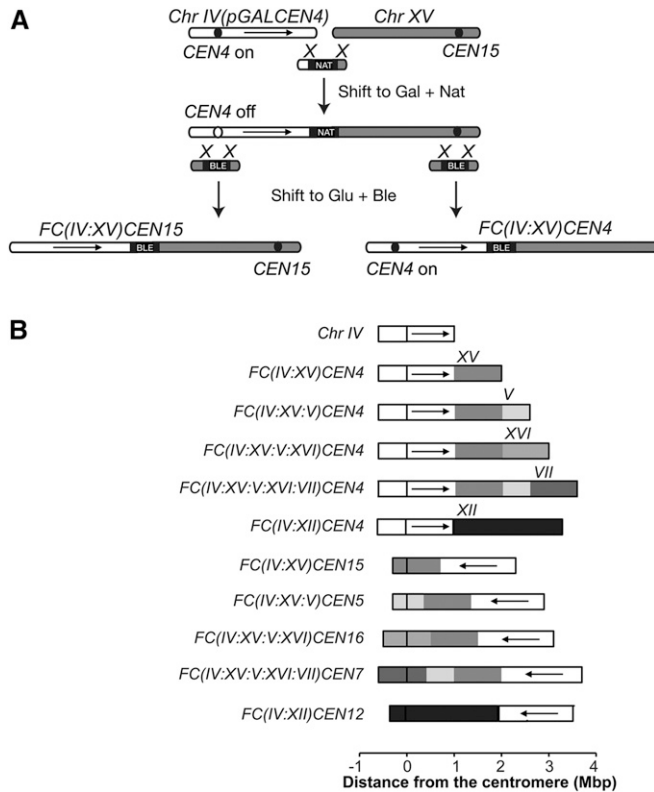 A
Chr IV(pGALCEN4)
Chr XV
CEN4 on
X X
CEN15
NAT
Shift to Gal + Nat
CEN4 off
NAT
X X
X X
BLE
BLE
Shift to Glu + Ble
FC(IV:XV)CEN15
FC(IV:XV)CEN4
BLE
BLE
CEN15
CEN4 on
B
Chr IV
XV
FC(IV:XV)CEN4
V
FC(IV:XV:V)CEN4
XVI
FC(IV:XV:V:XVI)CEN4
VII
FC(IV:XV:V:XVI:VII)CEN4
XII
FC(IV:XII)CEN4
FC(IV:XV)CEN15
FC(IV:XV:V)CEN5
FC(IV:XV:V:XVI)CEN16
FC(IV:XV:V:XVI:VII)CEN7
FC(IV:XII)CEN12
-1 0 1 2 3 4
Distance from the centromere (Mbp)